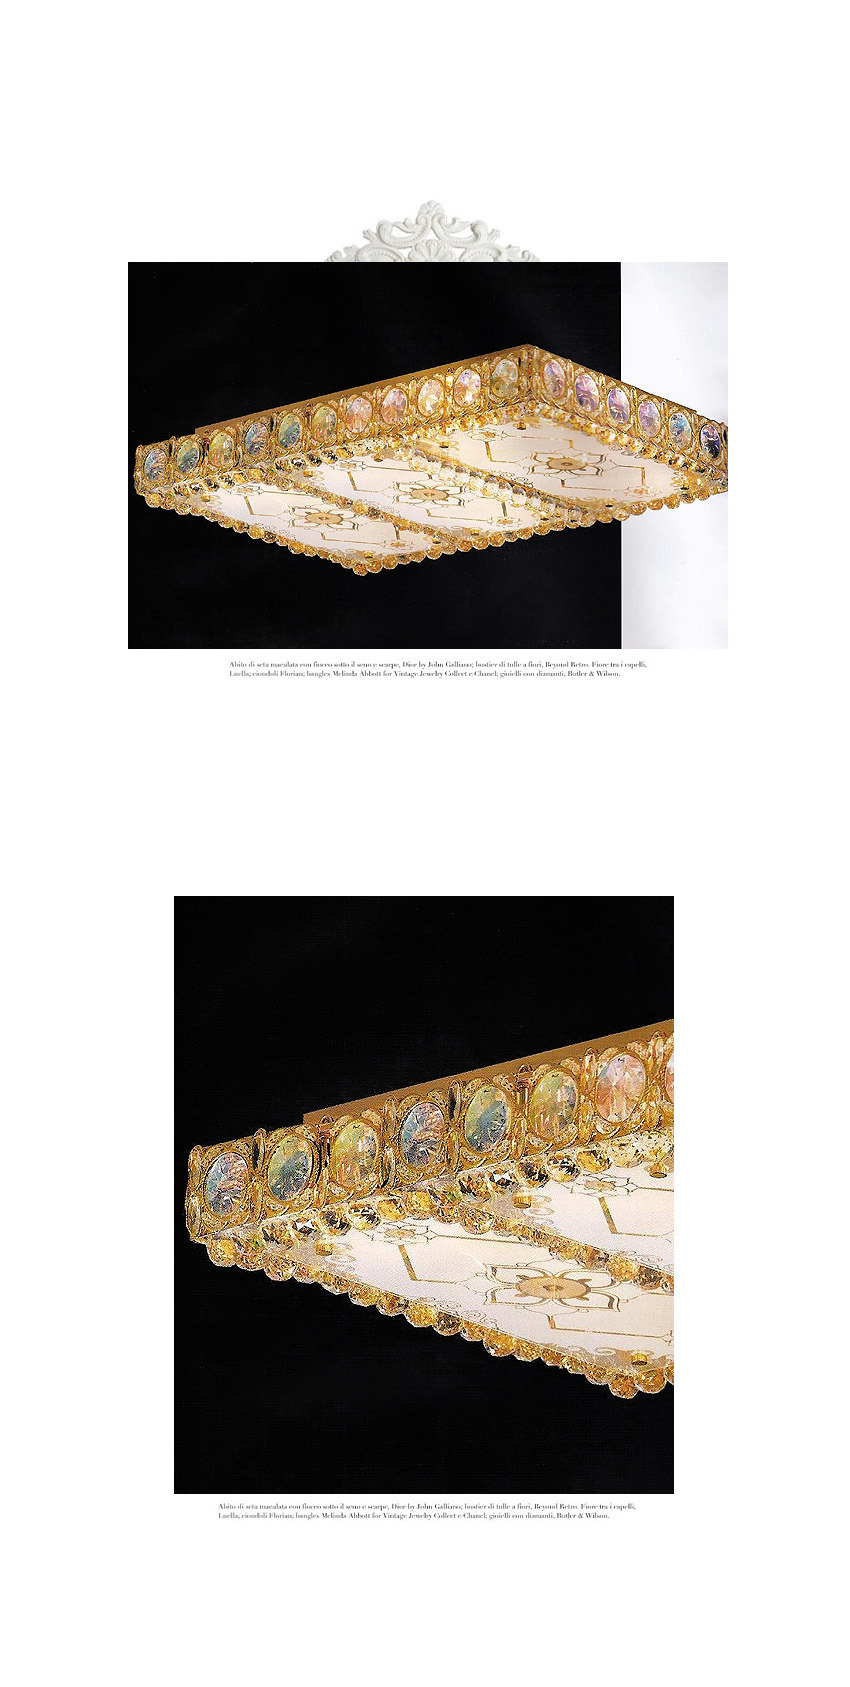 Abito di seta maculata con fiocco sotto il seno e scarpe, Dior by John Galliano; bustier di tulle a fiori, Beyond Retro. Fiore tra i capelli,
Luella; ciondoli Florian; bangles Melinda Abbott for Vintage Jewelry Collect e Chanel; gioielli con diamanti, Butler & Wilson.
Abito di seta maculata con fiocco sotto il seno e scarpe, Dior by John Galliano; bustier di tulle a fiori, Beyond Retro. Fiore tra i capelli,
Luella; ciondoli Florian; bangles Melinda Abbott for Vintage Jewelry Collect e Chanel; gioielli con diamanti, Butler & Wilson.